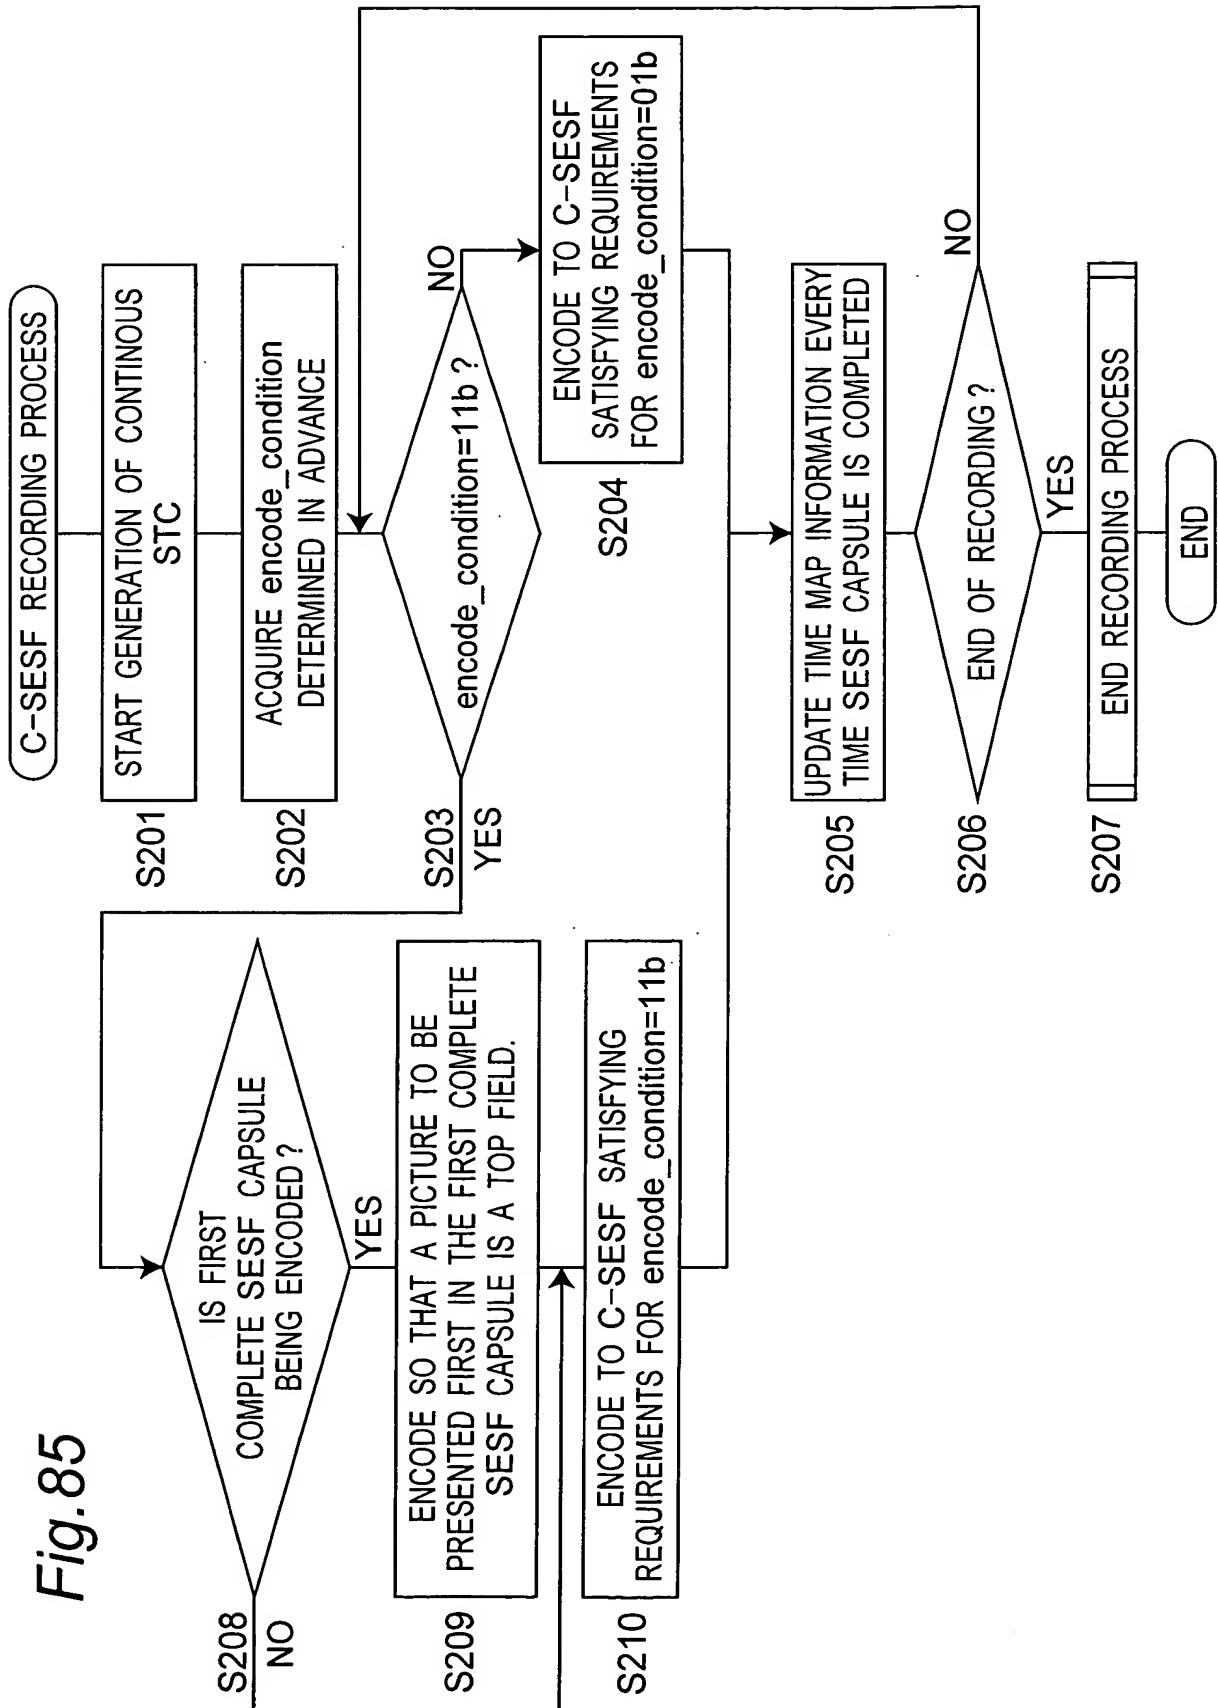 Fig.85
C-SESF RECORDING PROCESS
S201
START GENERATION OF CONTINOUS
STC
S202
ACQUIRE encode_condition
DETERMINED IN ADVANCE
S203
encode_condition=11b ?
YES
NO
S204
ENCODE TO C-SESF
SATISFYING REQUIREMENTS
FOR encode_condition=01b
S205
UPDATE TIME MAP INFORMATION EVERY
TIME SESF CAPSULE IS COMPLETED
S206
END OF RECORDING ?
NO
YES
S207
END RECORDING PROCESS
END
S208
IS FIRST
COMPLETE SESF CAPSULE
BEING ENCODED ?
NO
YES
S209
ENCODE SO THAT A PICTURE TO BE
PRESENTED FIRST IN THE FIRST COMPLETE
SESF CAPSULE IS A TOP FIELD.
S210
ENCODE TO C-SESF SATISFYING
REQUIREMENTS FOR encode_condition=11b